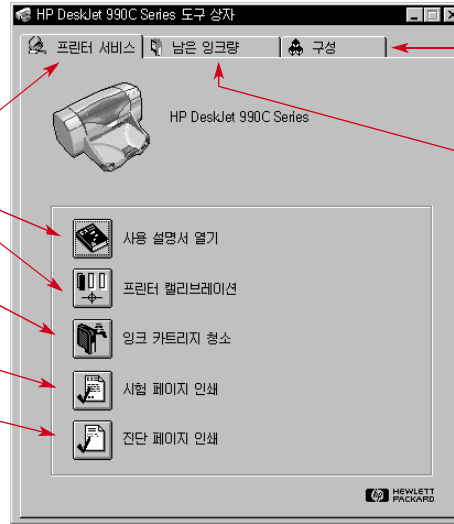 HP DeskJet 990C Series 도구 상자
프린터 서비스 남은 잉크량 구성
HP DeskJet 990C Series
사용 설명서 열기
프린터 캘리브레이션
잉크 카트리지 청소
시험 페이지 인쇄
진단 페이지 인쇄
hp HEWLETT
PACKARD